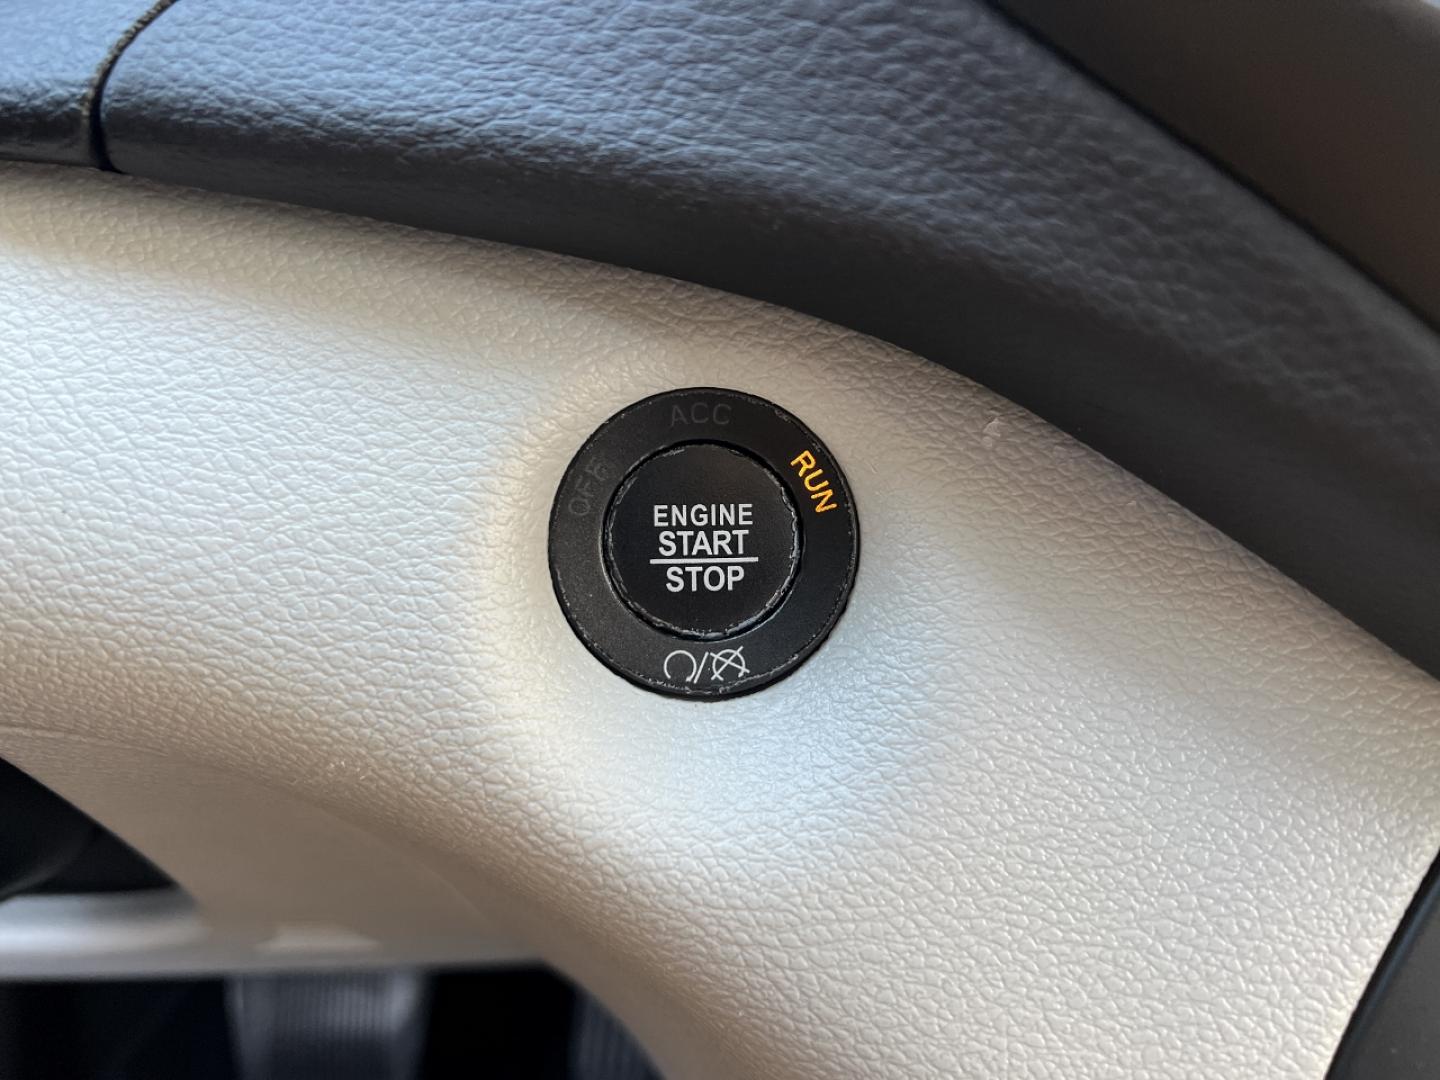 ACC
OFF
RUN
ENGINE
START
STOP